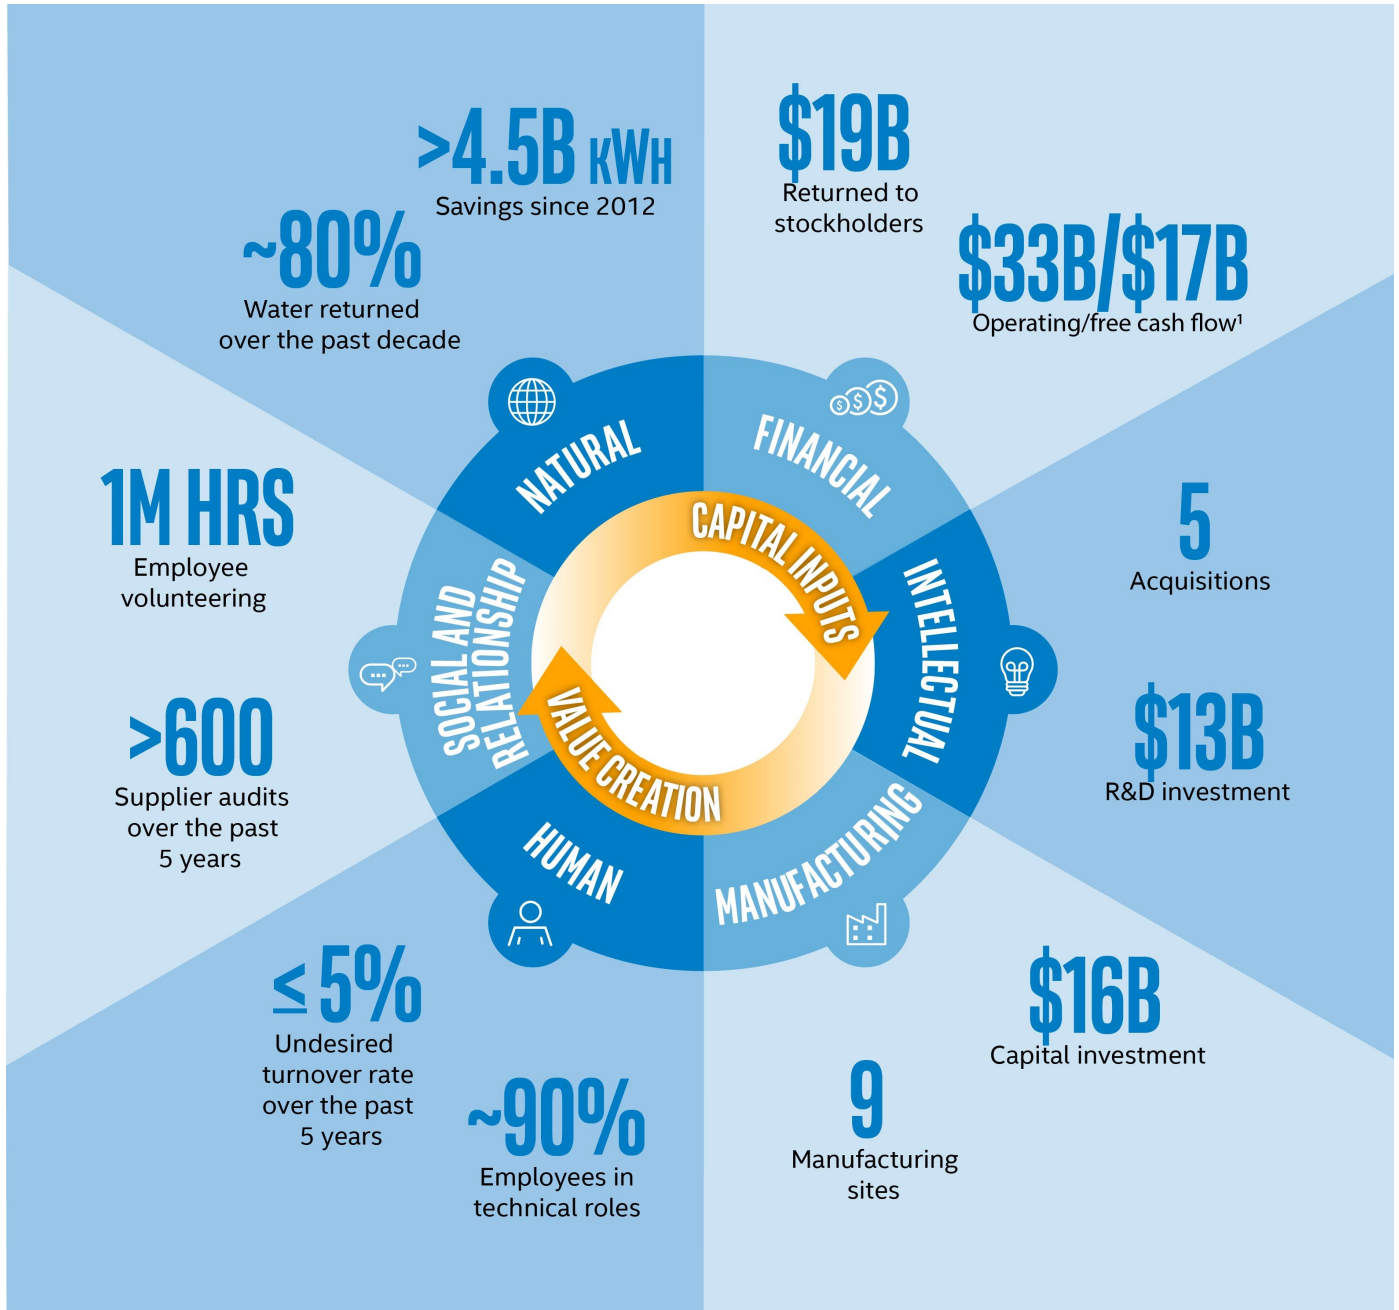 >4.5B KWH
Savings since 2012
~80%
Water returned
over the past decade
$19B
Returned to
stockholders
$33B/$17B
Operating/free cash flow¹
1M HRS
Employee
volunteering
>600
Supplier audits
over the past
5 years
5
Acquisitions
$13B
R&D investment
≤5%
Undesired
turnover rate
over the past
5 years
~90%
Employees in
technical roles
$16B
Capital investment
9
Manufacturing
sites
NATURAL
FINANCIAL
INTELLECTUAL
MANUFACTURING
HUMAN
SOCIAL AND
RELATIONSHIP
CAPITAL INPUTS
VALUE CREATION
$
$
$